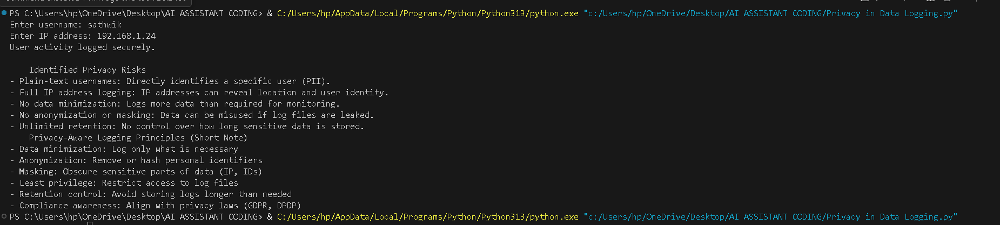 PS C:\Users\hp\OneDrive\Desktop\AI ASSISTANT CODING> & C:/Users/hp/AppData/Local/Programs/Python/Python313/python.exe "c:/Users/hp/OneDrive/Desktop/AI ASSISTANT CODING/Privacy in Data Logging.py"
Enter username: sathwik
Enter IP address: 192.168.1.24
User activity logged securely.
Identified Privacy Risks
- Plain-text usernames: Directly identifies a specific user (PII).
- Full IP address logging: IP addresses can reveal location and user identity.
- No data minimization: Logs more data than required for monitoring.
- No anonymization or masking: Data can be misused if log files are leaked.
- Unlimited retention: No control over how long sensitive data is stored.
Privacy-Aware Logging Principles (Short Note)
- Data minimization: Log only what is necessary
- Anonymization: Remove or hash personal identifiers
- Masking: Obscure sensitive parts of data (IP, IDs)
- Least privilege: Restrict access to log files
- Retention control: Avoid storing logs longer than needed
- Compliance awareness: Align with privacy laws (GDPR, DPDP)
PS C:\Users\hp\OneDrive\Desktop\AI ASSISTANT CODING> & C:/Users/hp/AppData/Local/Programs/Python/Python313/python.exe "c:/Users/hp/OneDrive/Desktop/AI ASSISTANT CODING/Privacy in Data Logging.py"